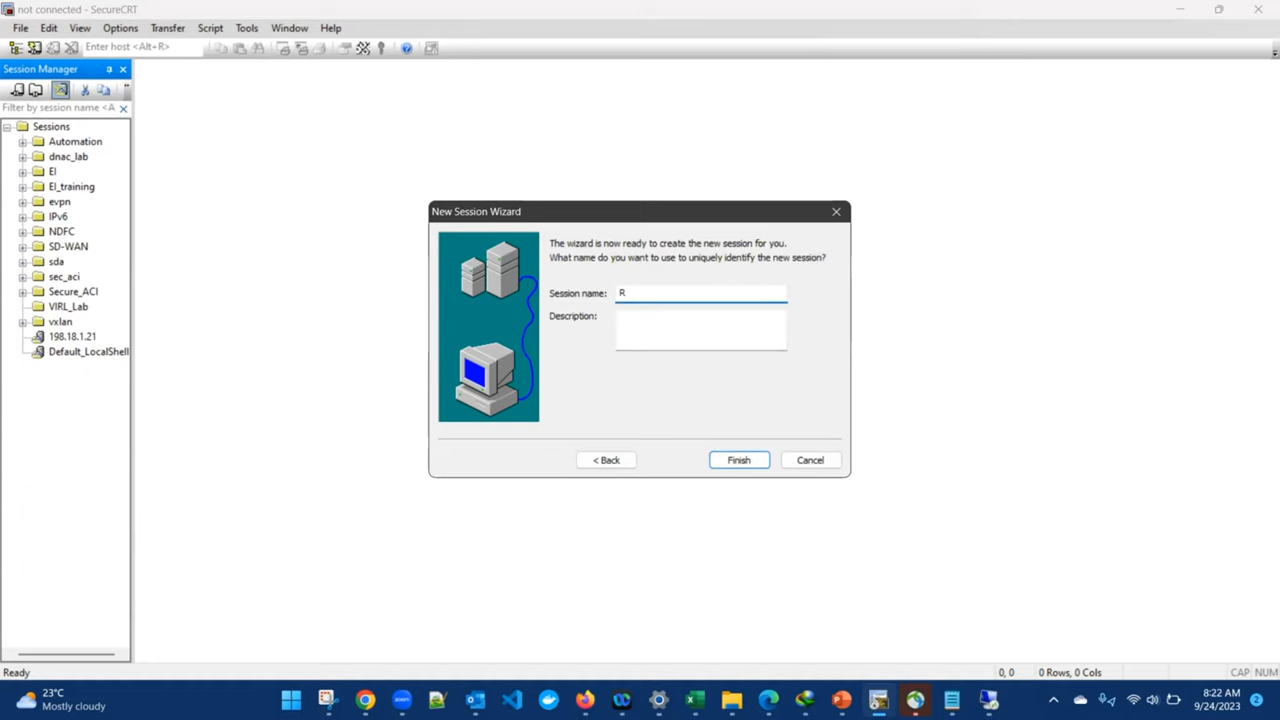 not connected - SecureCRT
File Edit View Options Transfer Script Tools Window Help
Enter host <Alt+R>
Session Manager
Filter by session name <A
Sessions
Automation
dnac_lab
EI
EI_training
evpn
IPv6
NDFC
SD-WAN
sda
sec_aci
Secure_ACI
VIRL_Lab
vxlan
198.18.1.21
Default_LocalShell
New Session Wizard
The wizard is now ready to create the new session for you.
What name do you want to use to uniquely identify the new session?
Session name: R
Description:
< Back Finish Cancel
Ready 0, 0 0 Rows, 0 Cols CAP NUM
23°C
Mostly cloudy
8:22 AM
9/24/2023
2